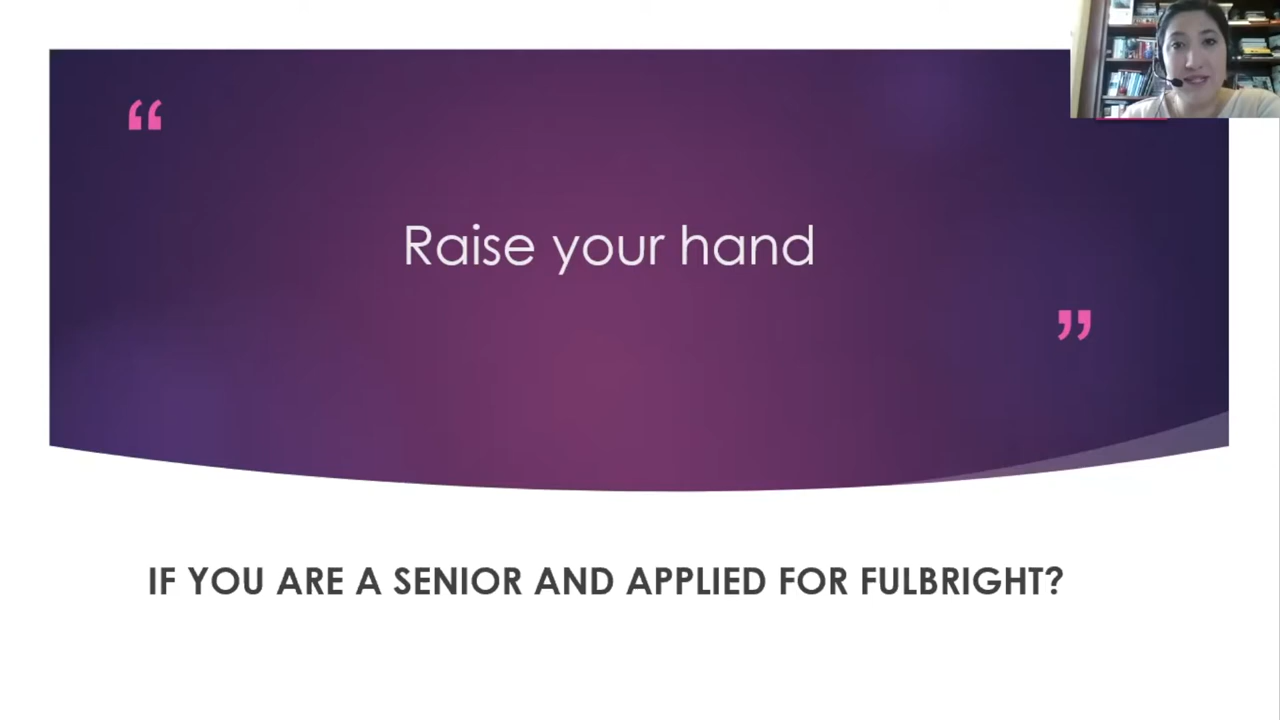 “
Raise your hand
”
IF YOU ARE A SENIOR AND APPLIED FOR FULBRIGHT?